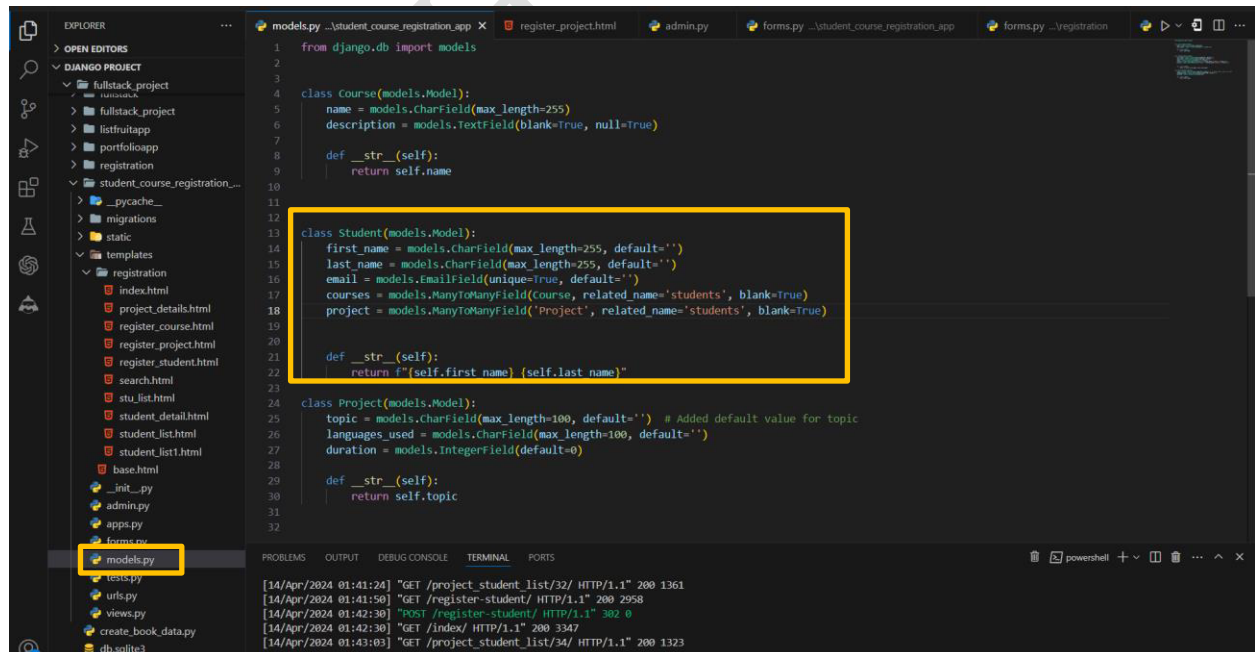 EXPLORER
OPEN EDITORS
DJANGO PROJECT
fullstack_project
fullstack
fullstack_project
listfruitapp
portfolioapp
registration
student_course_registration_...
__pycache__
migrations
static
templates
registration
index.html
project_details.html
register_course.html
register_project.html
register_student.html
search.html
stu_list.html
student_detail.html
student_list.html
student_list1.html
base.html
__init__.py
admin.py
apps.py
forms.py
models.py
tests.py
urls.py
views.py
create_book_data.py
db.sqlite3
models.py ...\student_course_registration_app register_project.html admin.py forms.py ...\student_course_registration_app forms.py ...\registration
1 from django.db import models
2
3
4 class Course(models.Model):
5 name = models.CharField(max_length=255)
6 description = models.TextField(blank=True, null=True)
7
8 def __str__(self):
9 return self.name
10
11
12
13 class Student(models.Model):
14 first_name = models.CharField(max_length=255, default='')
15 last_name = models.CharField(max_length=255, default='')
16 email = models.EmailField(unique=True, default='')
17 courses = models.ManyToManyField(Course, related_name='students', blank=True)
18 project = models.ManyToManyField('Project', related_name='students', blank=True)
19
20
21 def __str__(self):
22 return f"{self.first_name} {self.last_name}"
23
24 class Project(models.Model):
25 topic = models.CharField(max_length=100, default='') # Added default value for topic
26 languages_used = models.CharField(max_length=100, default='')
27 duration = models.IntegerField(default=0)
28
29 def __str__(self):
30 return self.topic
31
32
PROBLEMS OUTPUT DEBUG CONSOLE TERMINAL PORTS powershell
[14/Apr/2024 01:41:24] "GET /project_student_list/32/ HTTP/1.1" 200 1361
[14/Apr/2024 01:41:50] "GET /register-student/ HTTP/1.1" 200 2958
[14/Apr/2024 01:42:30] "POST /register-student/ HTTP/1.1" 302 0
[14/Apr/2024 01:42:30] "GET /index/ HTTP/1.1" 200 3347
[14/Apr/2024 01:43:03] "GET /project_student_list/34/ HTTP/1.1" 200 1323